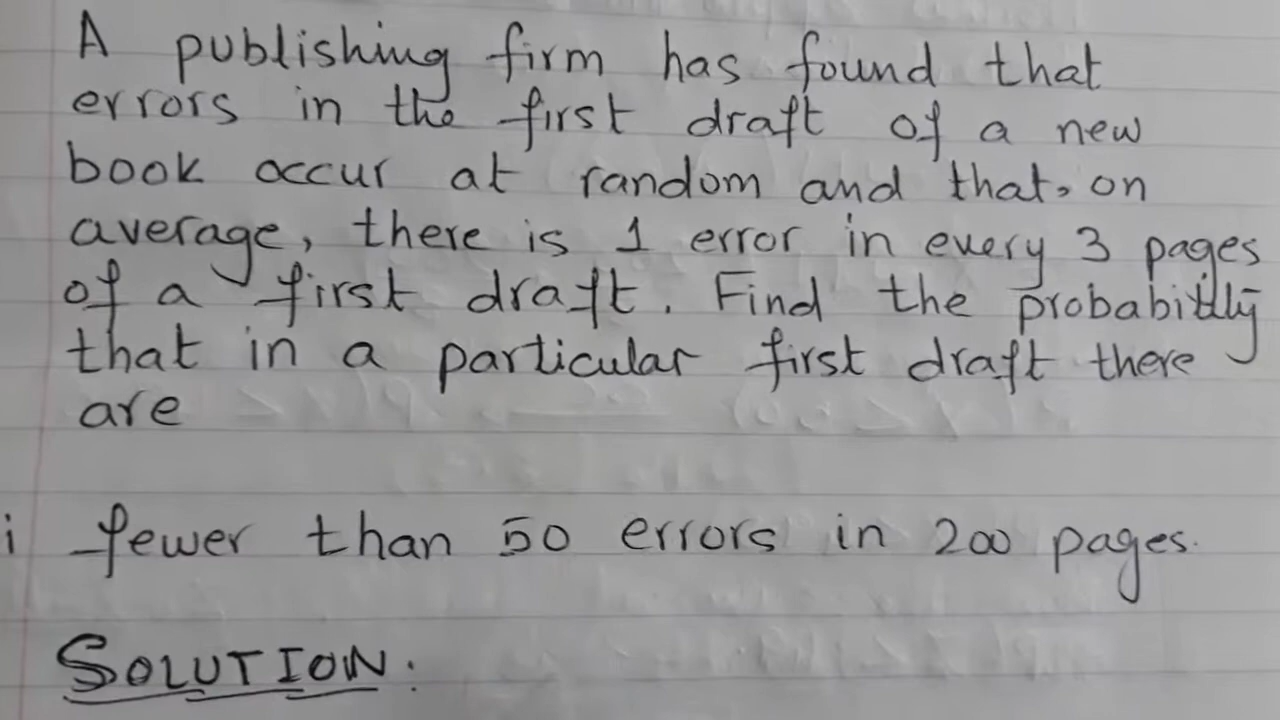 A publishing firm has found that
errors in the first draft of a new
book occur at random and that, on
average, there is 1 error in every 3 pages
of a first draft. Find the probability
that in a particular first draft there
are
i fewer than 50 errors in 200 pages.
SOLUTION: